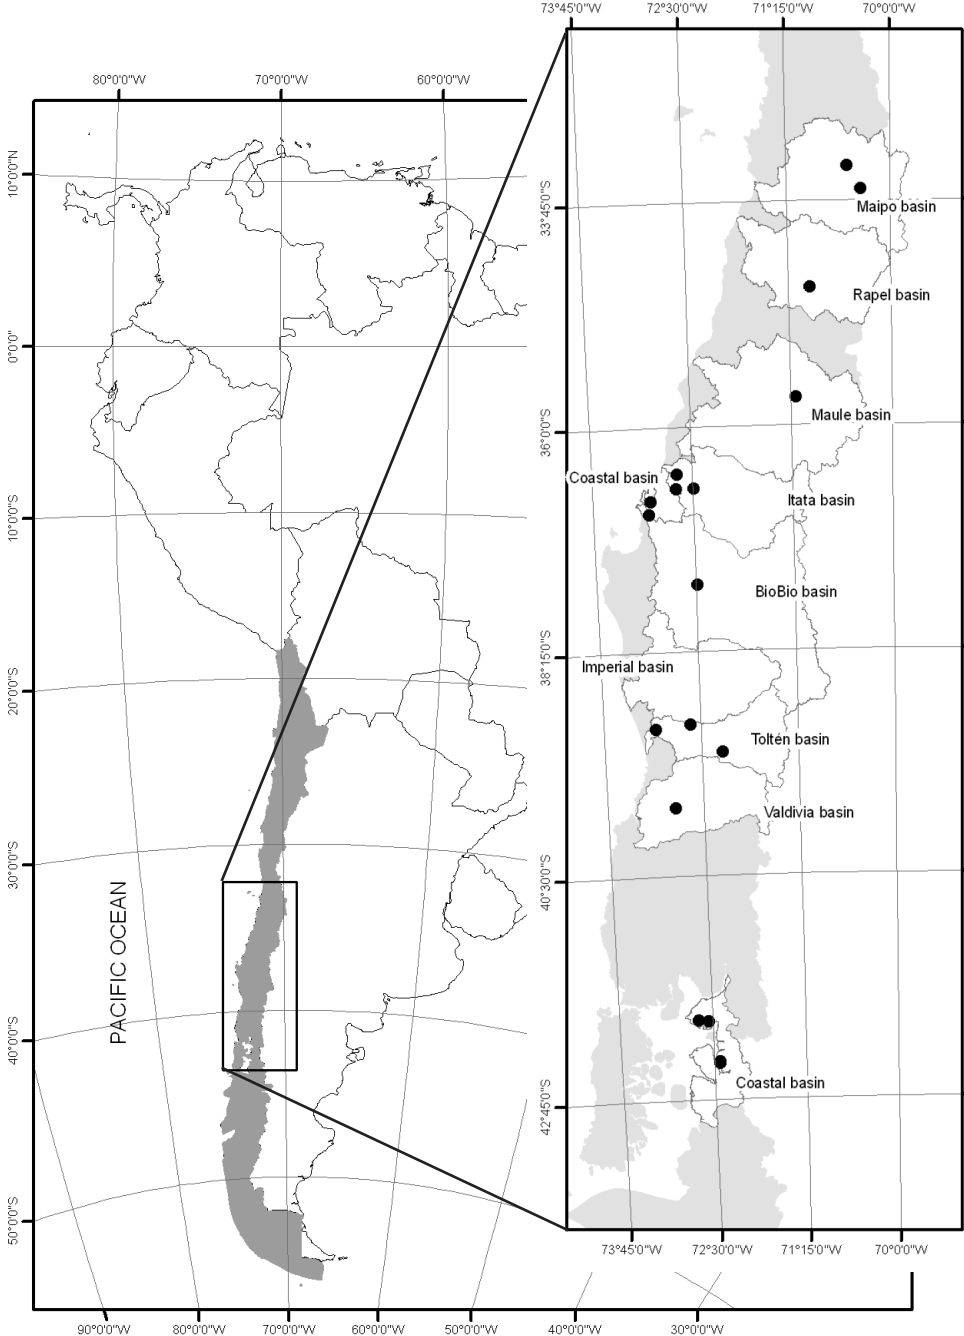 73°45'0"W
72°30'0"W
71°15'0"W
70°0'0"W
80°0'0"W
70°0'0"W
60°0'0"W
10°0'0"N
0°0'0"
10°0'0"S
20°0'0"S
30°0'0"S
40°0'0"S
50°0'0"S
PACIFIC OCEAN
33°45'0"S
36°0'0"S
38°15'0"S
40°30'0"S
42°45'0"S
Maipo basin
Rapel basin
Maule basin
Coastal basin
Itata basin
BioBio basin
Imperial basin
Toltén basin
Valdivia basin
Coastal basin
73°45'0"W
72°30'0"W
71°15'0"W
70°0'0"W
90°0'0"W
80°0'0"W
70°0'0"W
60°0'0"W
50°0'0"W
40°0'0"W
30°0'0"W